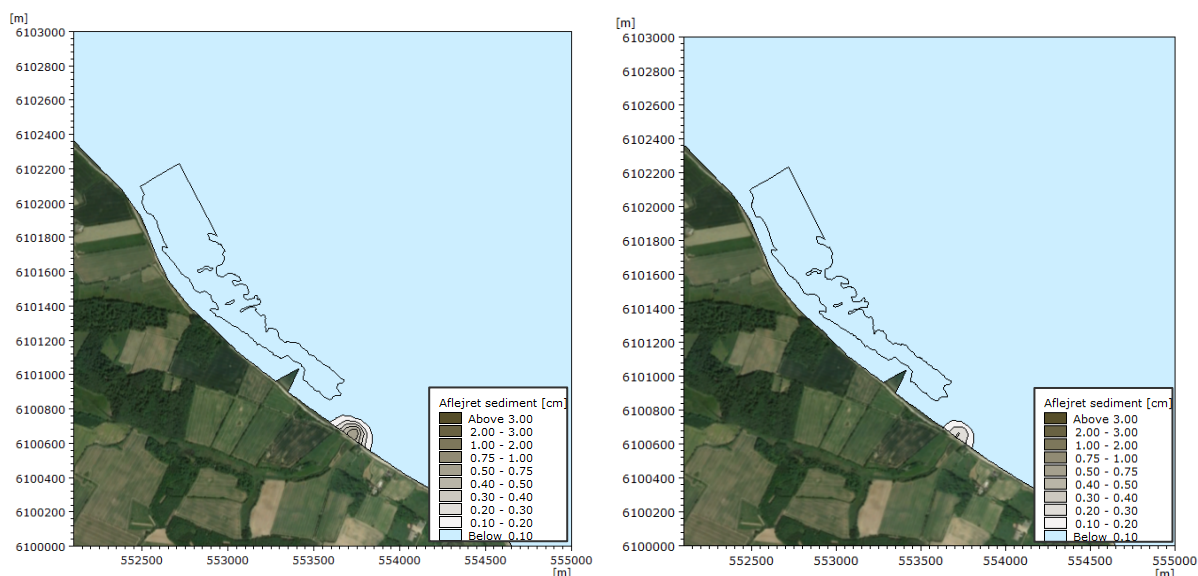 [m]
6103000
6102800
6102600
6102400
6102200
6102000
6101800
6101600
6101400
6101200
6101000
6100800
6100600
6100400
6100200
6100000
552500
553000
553500
554000
554500
555000
[m]
Aflejret sediment [cm]
Above 3.00
2.00 - 3.00
1.00 - 2.00
0.75 - 1.00
0.50 - 0.75
0.40 - 0.50
0.30 - 0.40
0.20 - 0.30
0.10 - 0.20
Below 0.10
[m]
6103000
6102800
6102600
6102400
6102200
6102000
6101800
6101600
6101400
6101200
6101000
6100800
6100600
6100400
6100200
6100000
552500
553000
553500
554000
554500
555000
[m]
Aflejret sediment [cm]
Above 3.00
2.00 - 3.00
1.00 - 2.00
0.75 - 1.00
0.50 - 0.75
0.40 - 0.50
0.30 - 0.40
0.20 - 0.30
0.10 - 0.20
Below 0.10